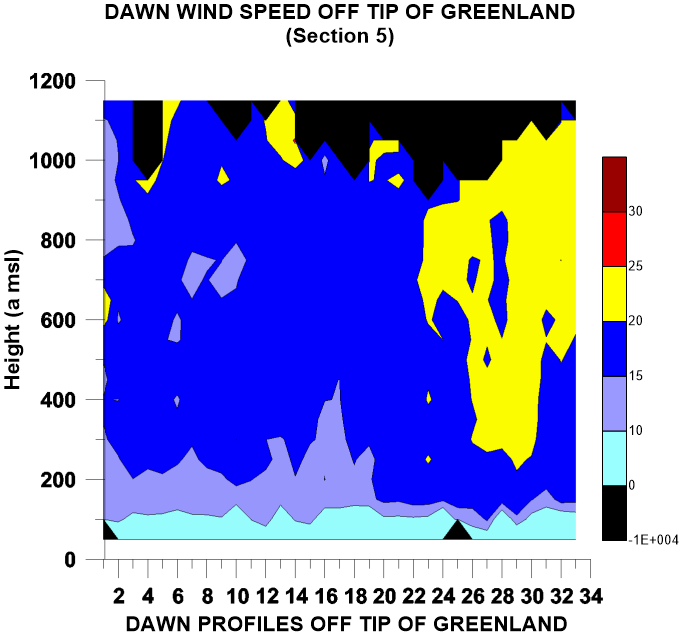 DAWN WIND SPEED OFF TIP OF GREENLAND
(Section 5)
1200
1000
800
600
400
200
0
Height (a msl)
30
25
20
15
10
0
-1E+004
2 4 6 8 10 12 14 16 18 20 22 24 26 28 30 32 34
DAWN PROFILES OFF TIP OF GREENLAND